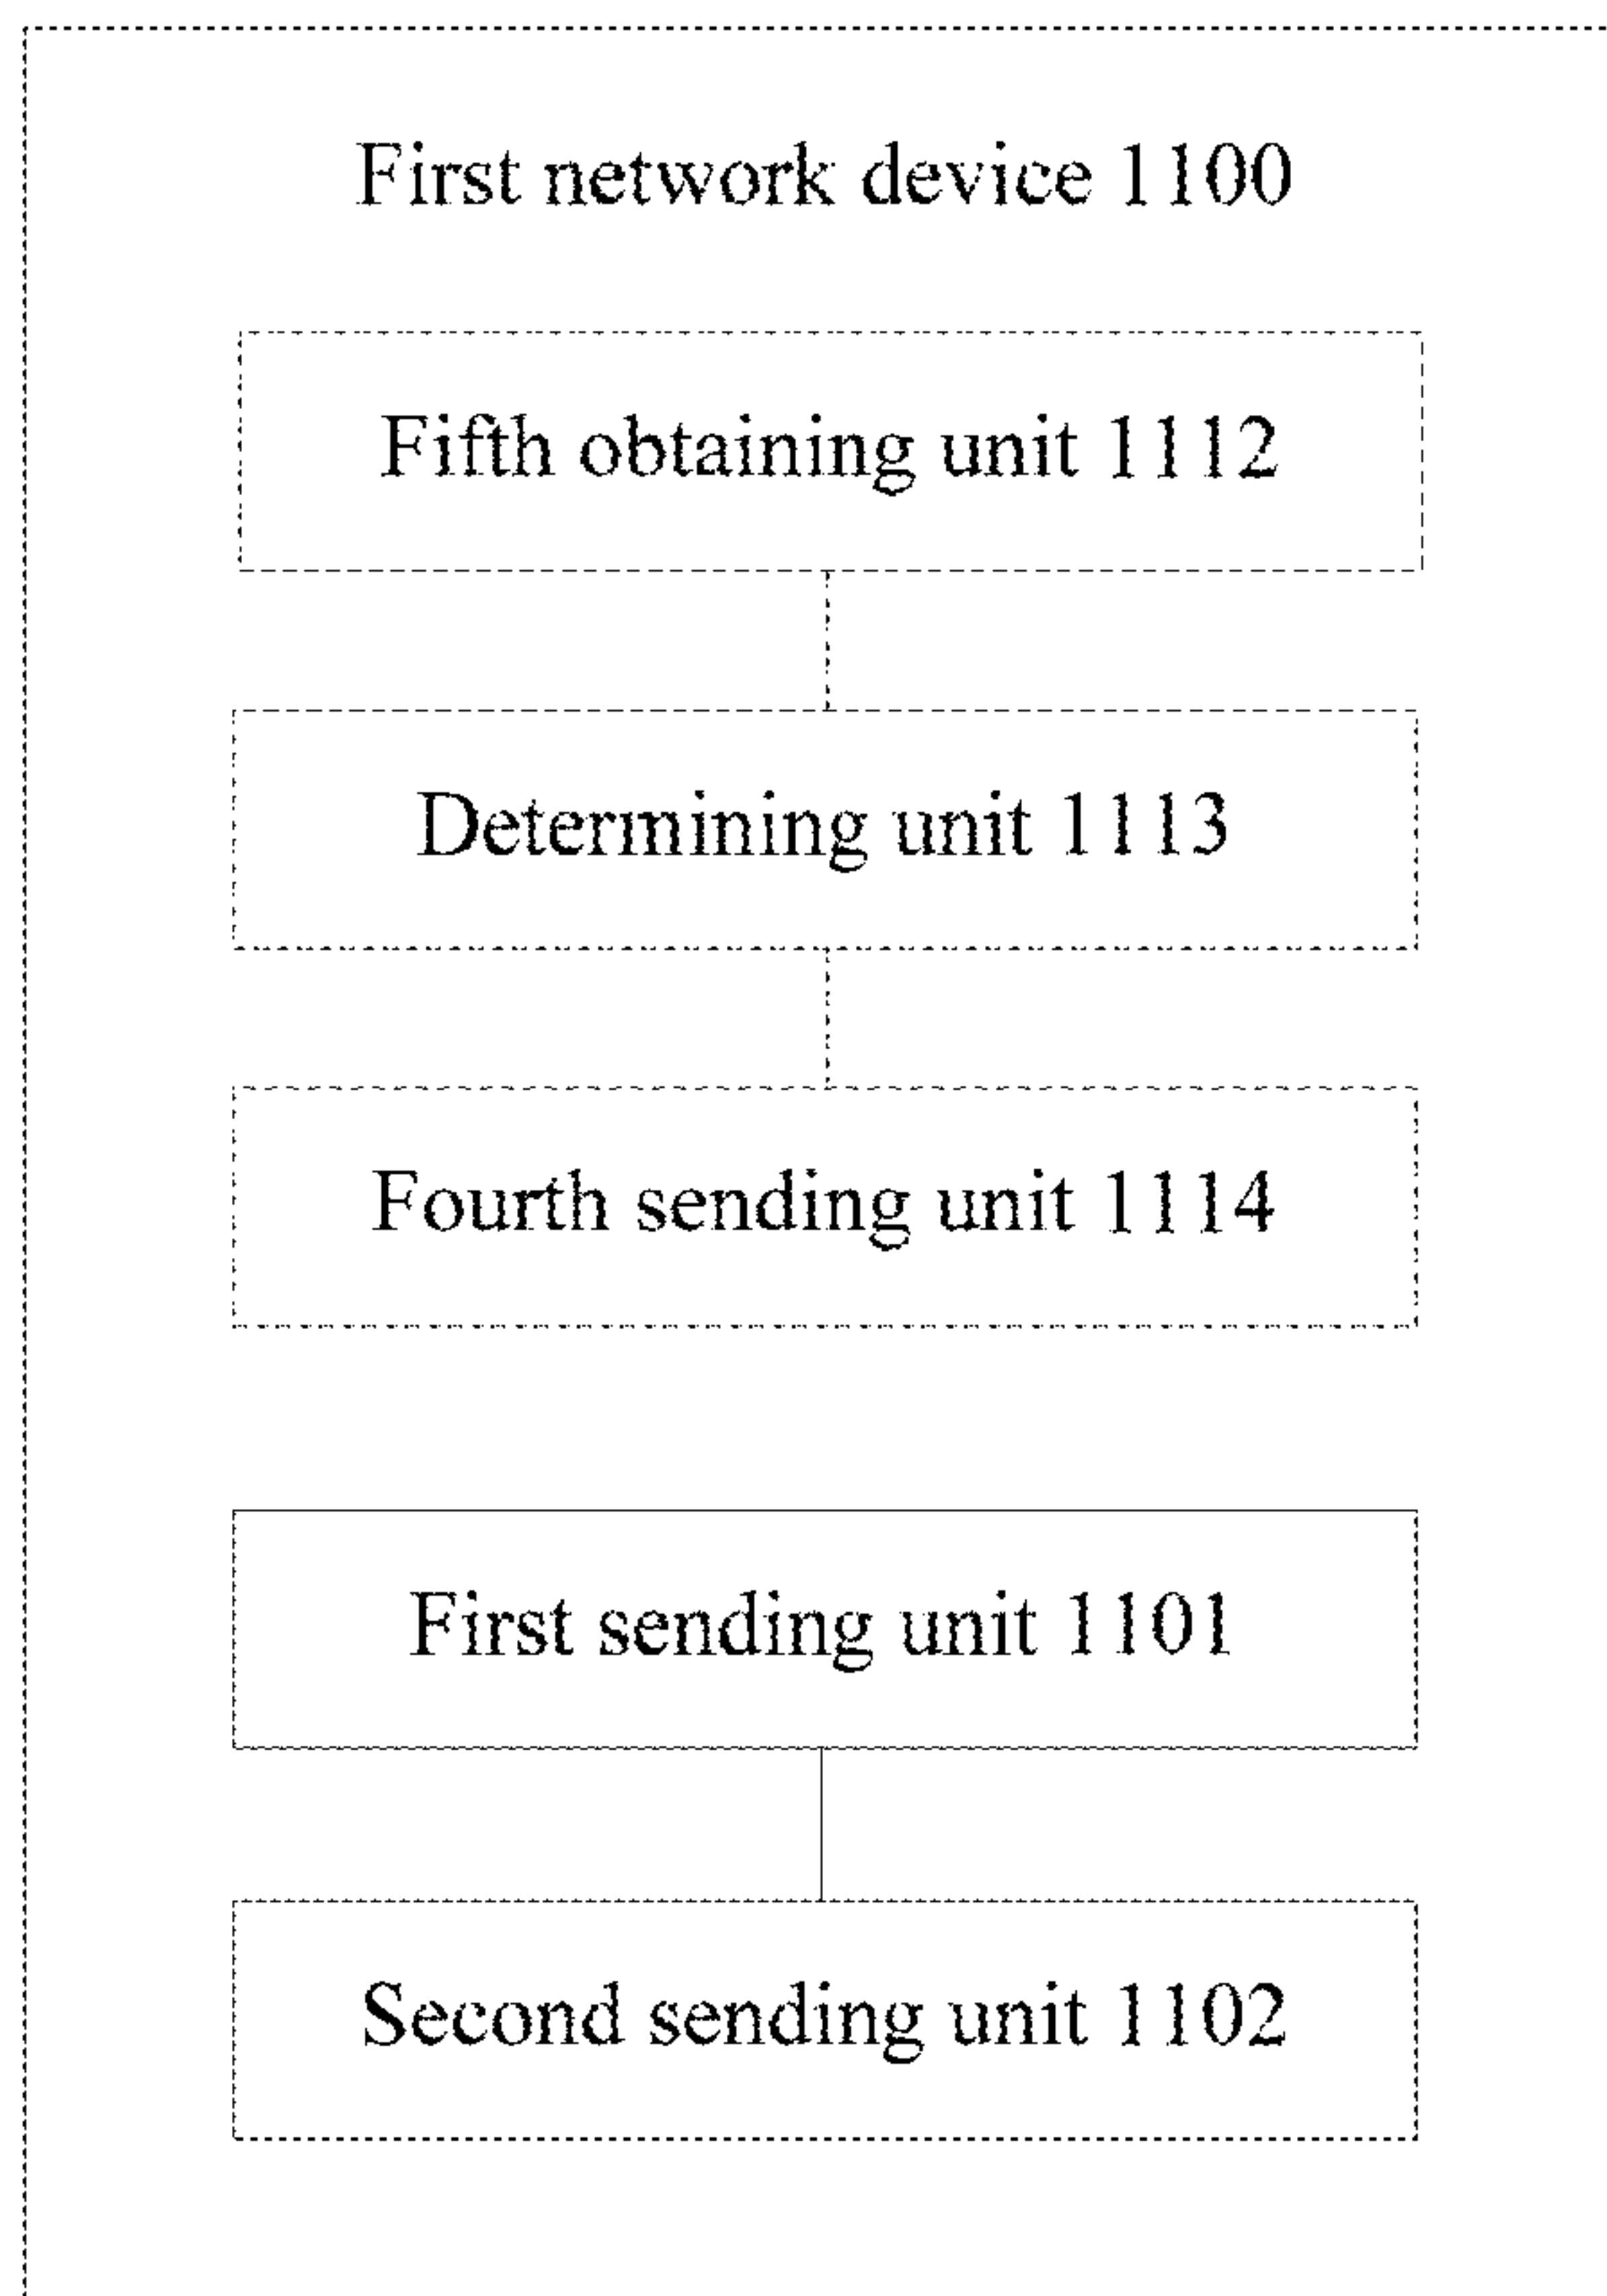 First network device 1100
Fifth obtaining unit 1112
Determining unit 1113
Fourth sending unit 1114
First sending unit 1101
Second sending unit 1102